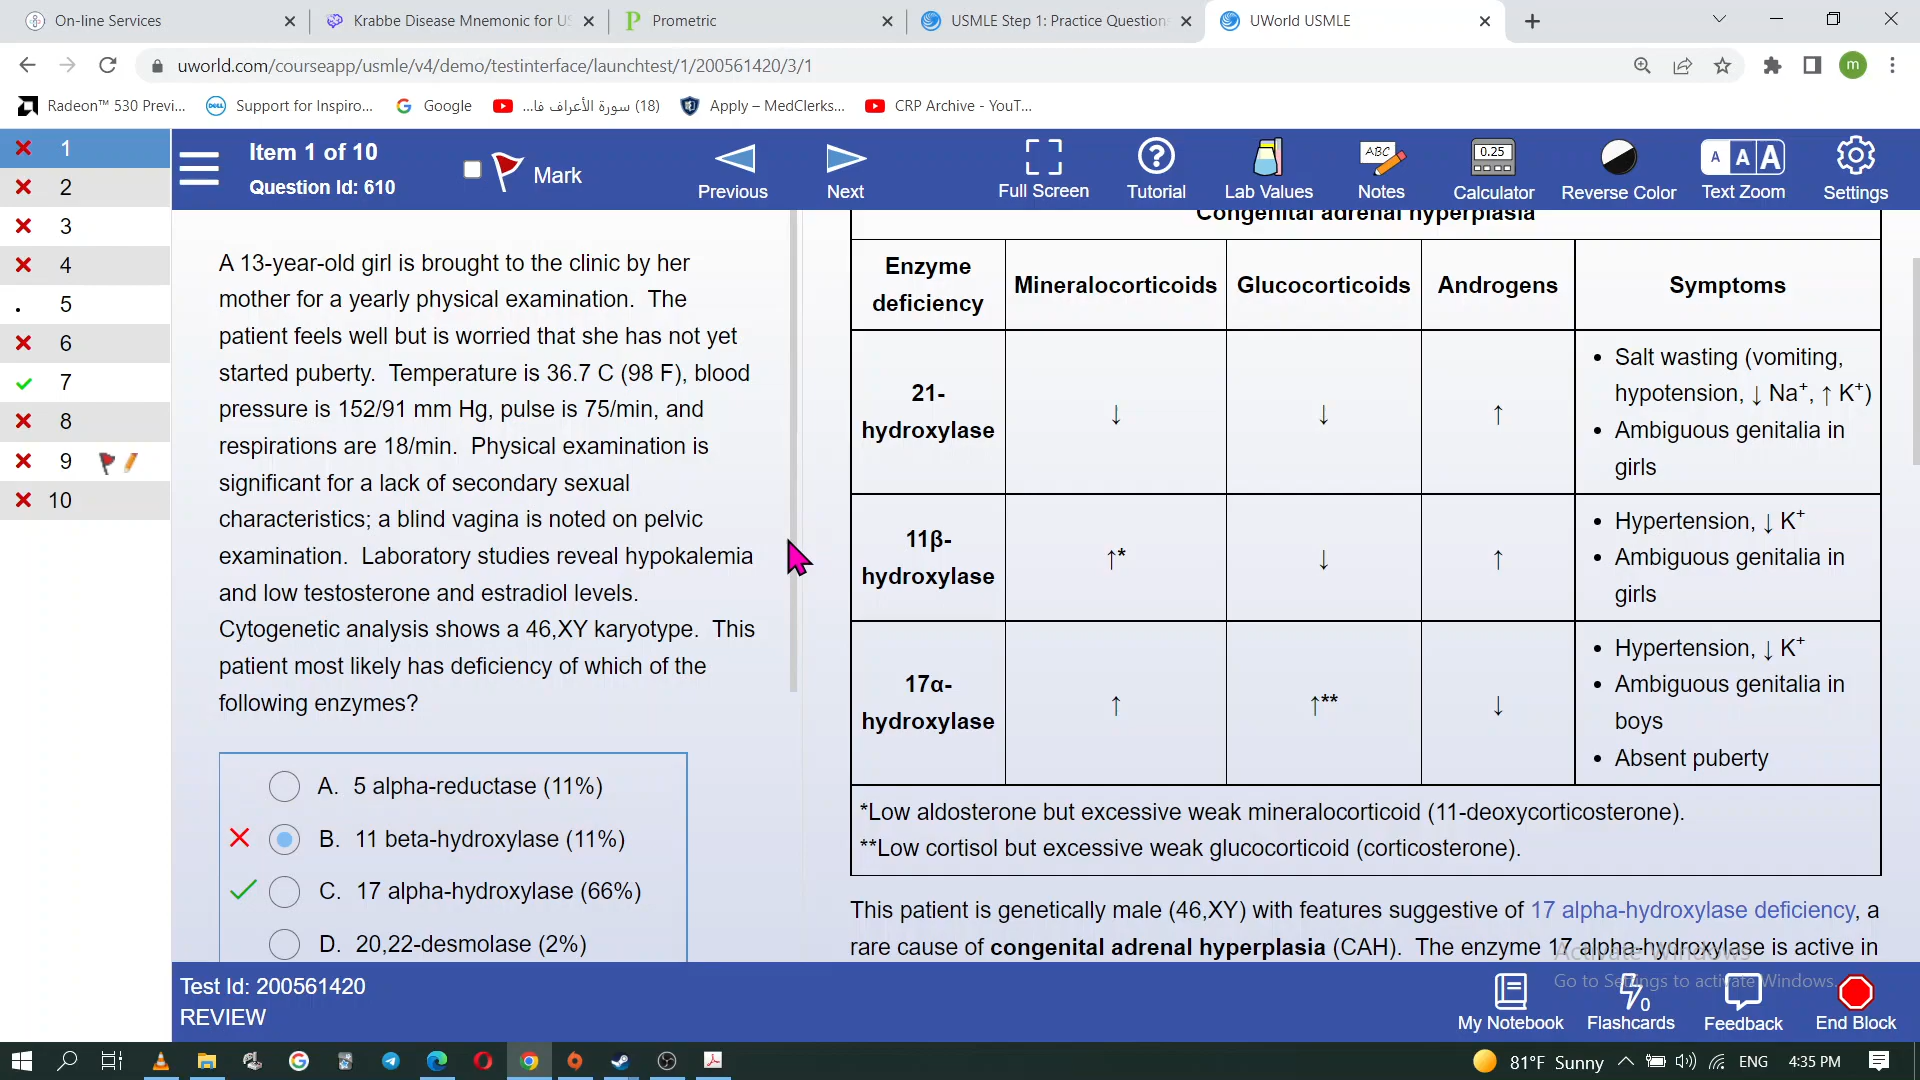 On-line Services
Krabbe Disease Mnemonic for US
Prometric
USMLE Step 1: Practice Question
UWorld USMLE
uworld.com/courseapp/usmle/v4/demo/testinterface/launchtest/1/200561420/3/1
m
Radeon™ 530 Previ...
Support for Inspiro...
Google
(18) سورة الأعراف فا...
Apply – MedClerks...
CRP Archive - YouT...
1
2
3
4
5
6
7
8
9
10
Item 1 of 10
Question Id: 610
Mark
Previous
Next
Full Screen
Tutorial
Lab Values
Notes
Calculator
Reverse Color
Text Zoom
Settings
ABC
0.25
A A A
A 13-year-old girl is brought to the clinic by her
mother for a yearly physical examination. The
patient feels well but is worried that she has not yet
started puberty. Temperature is 36.7 C (98 F), blood
pressure is 152/91 mm Hg, pulse is 75/min, and
respirations are 18/min. Physical examination is
significant for a lack of secondary sexual
characteristics; a blind vagina is noted on pelvic
examination. Laboratory studies reveal hypokalemia
and low testosterone and estradiol levels.
Cytogenetic analysis shows a 46,XY karyotype. This
patient most likely has deficiency of which of the
following enzymes?
A. 5 alpha-reductase (11%)
B. 11 beta-hydroxylase (11%)
C. 17 alpha-hydroxylase (66%)
D. 20,22-desmolase (2%)
Congenital adrenal hyperplasia
Enzyme
deficiency
Mineralocorticoids
Glucocorticoids
Androgens
Symptoms
21-
hydroxylase
↓
↓
↑
• Salt wasting (vomiting,
hypotension, ↓ Na⁺, ↑ K⁺)
• Ambiguous genitalia in
girls
11β-
hydroxylase
↑*
↓
↑
• Hypertension, ↓ K⁺
• Ambiguous genitalia in
girls
17α-
hydroxylase
↑
↑**
↓
• Hypertension, ↓ K⁺
• Ambiguous genitalia in
boys
• Absent puberty
*Low aldosterone but excessive weak mineralocorticoid (11-deoxycorticosterone).
**Low cortisol but excessive weak glucocorticoid (corticosterone).
This patient is genetically male (46,XY) with features suggestive of 17 alpha-hydroxylase deficiency, a
rare cause of congenital adrenal hyperplasia (CAH). The enzyme 17 alpha-hydroxylase is active in
Activate Windows
Go to Settings to activate Windows.
Test Id: 200561420
REVIEW
My Notebook
0
Flashcards
Feedback
End Block
81°F Sunny
ENG
4:35 PM